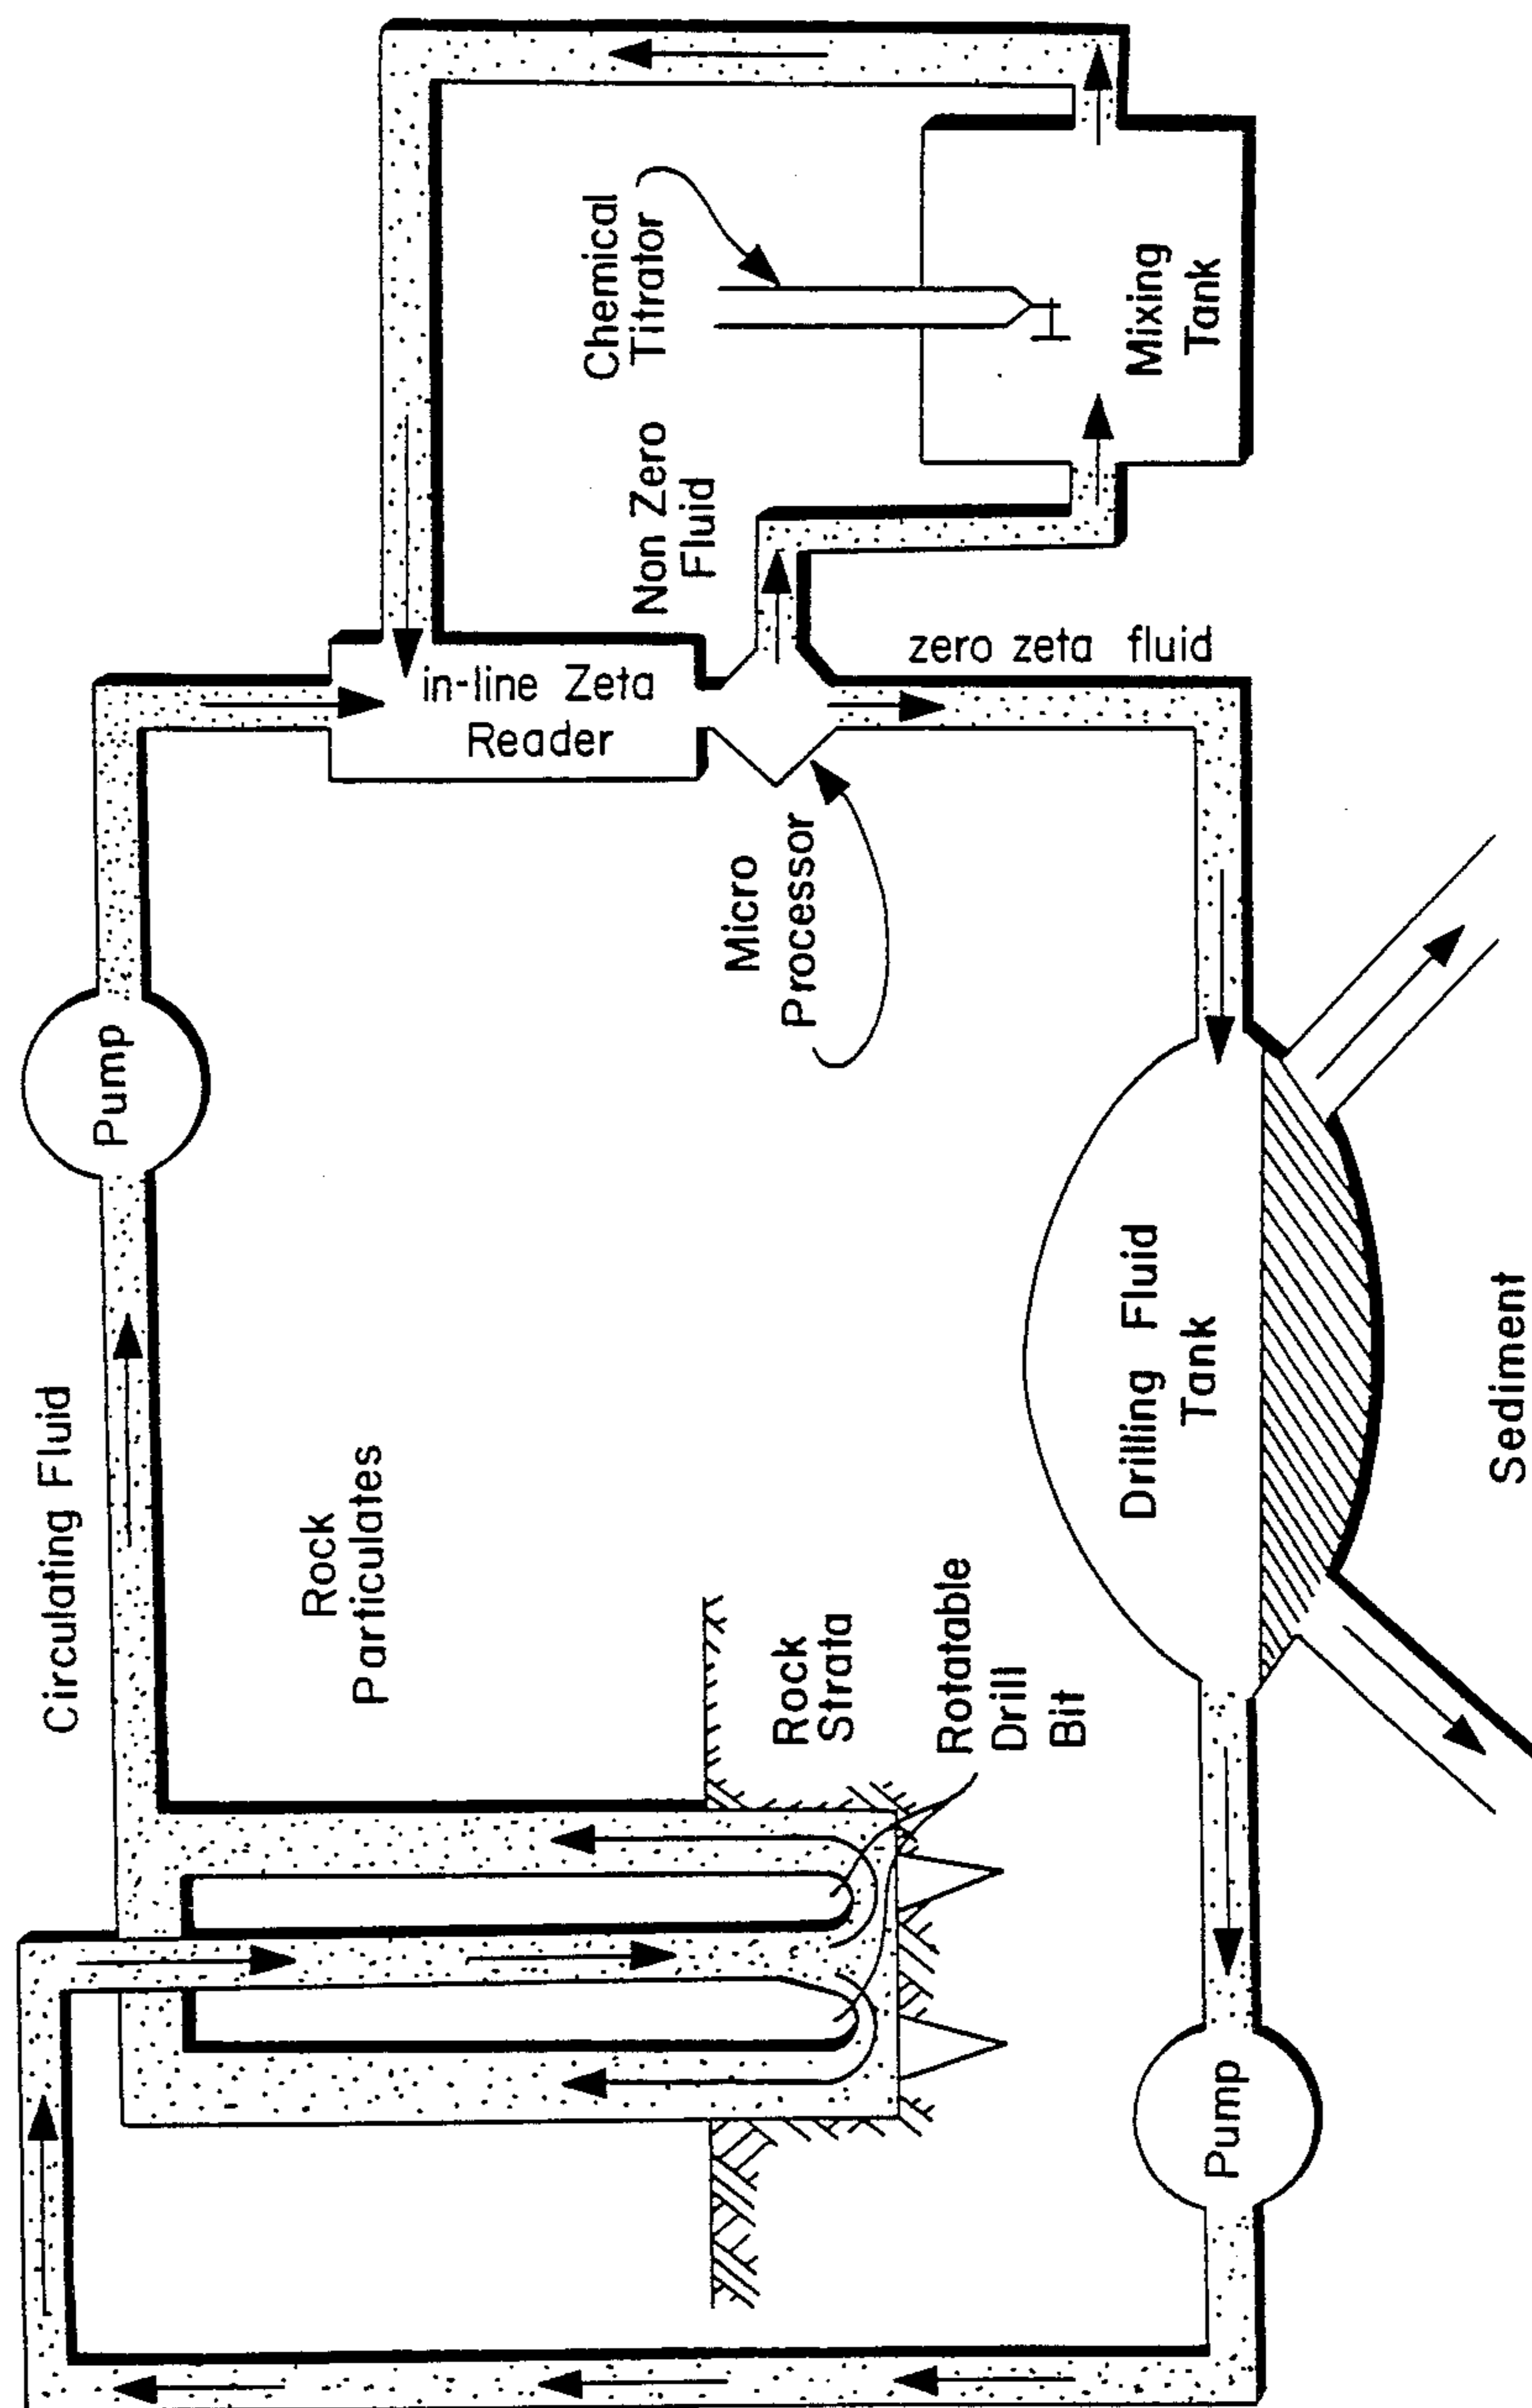 Circulating Fluid
Pump
Rock
Particulates
in-line Zeta
Reader
Chemical
Titrator
Non Zero
Fluid
Micro
Processor
zero zeta fluid
Mixing
Tank
Rock
Strata
Rotatable
Drill
Bit
Drilling Fluid
Tank
Pump
Sediment